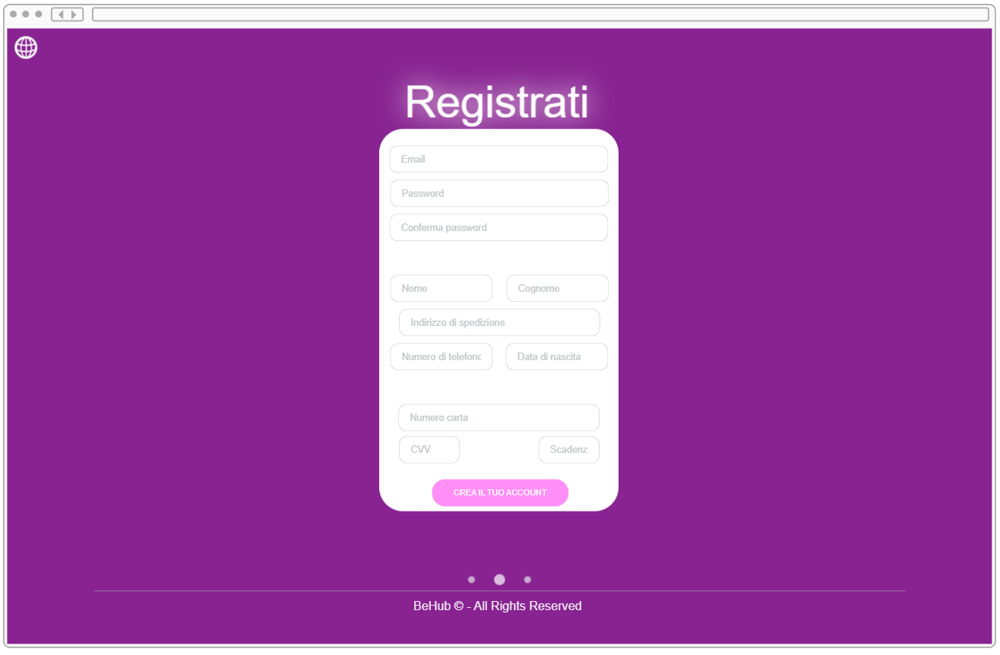 Registrati
Email
Password
Conferma password
Nome Cognome
Indirizzo di spedizione
Numero di telefono Data di nascita
Numero carta
CVV Scadenz
CREA IL TUO ACCOUNT
BeHub © - All Rights Reserved